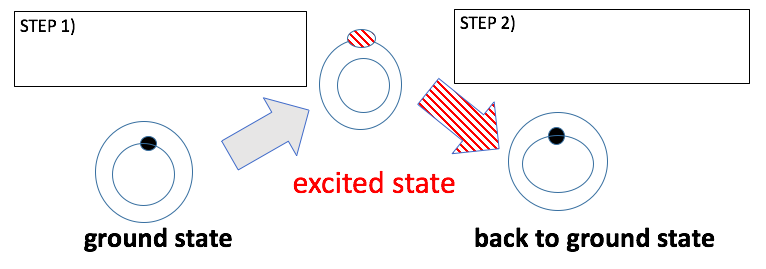 STEP 1)
STEP 2)
excited state
ground state
back to ground state